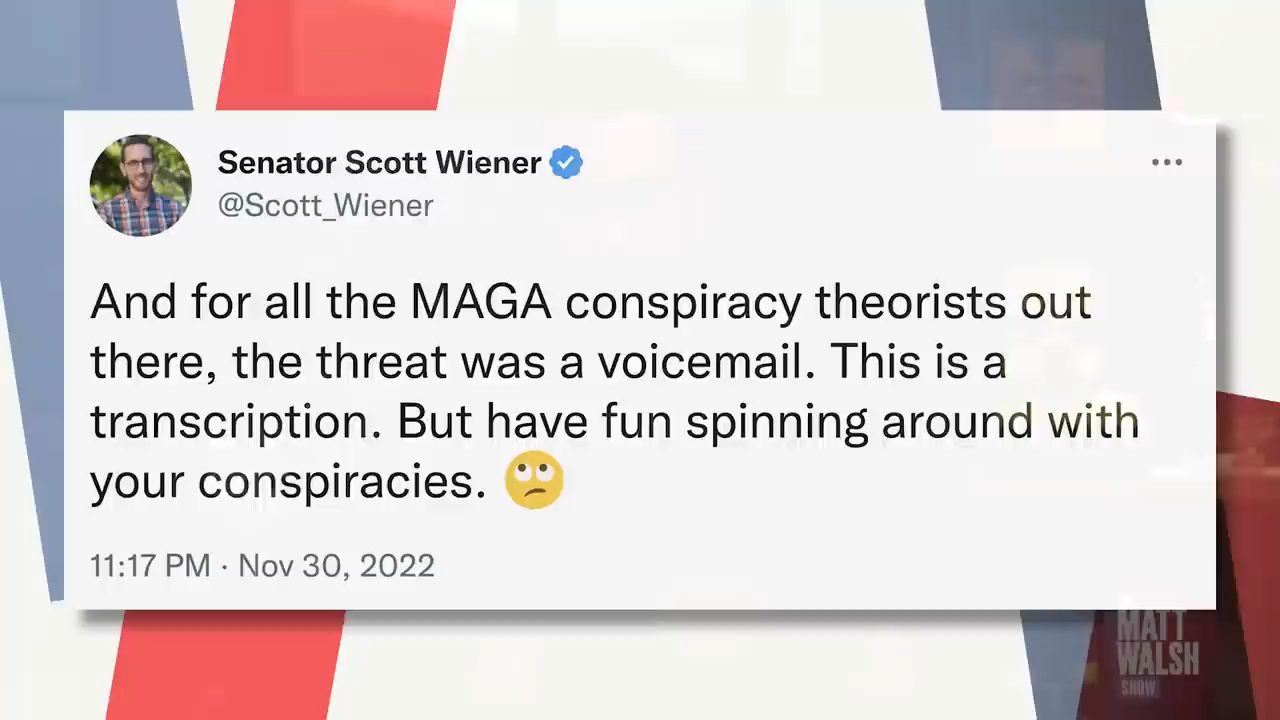 Senator Scott Wiener
@Scott_Wiener
And for all the MAGA conspiracy theorists out
there, the threat was a voicemail. This is a
transcription. But have fun spinning around with
your conspiracies. 🙄
11:17 PM · Nov 30, 2022
MATT
WALSH
SHOW